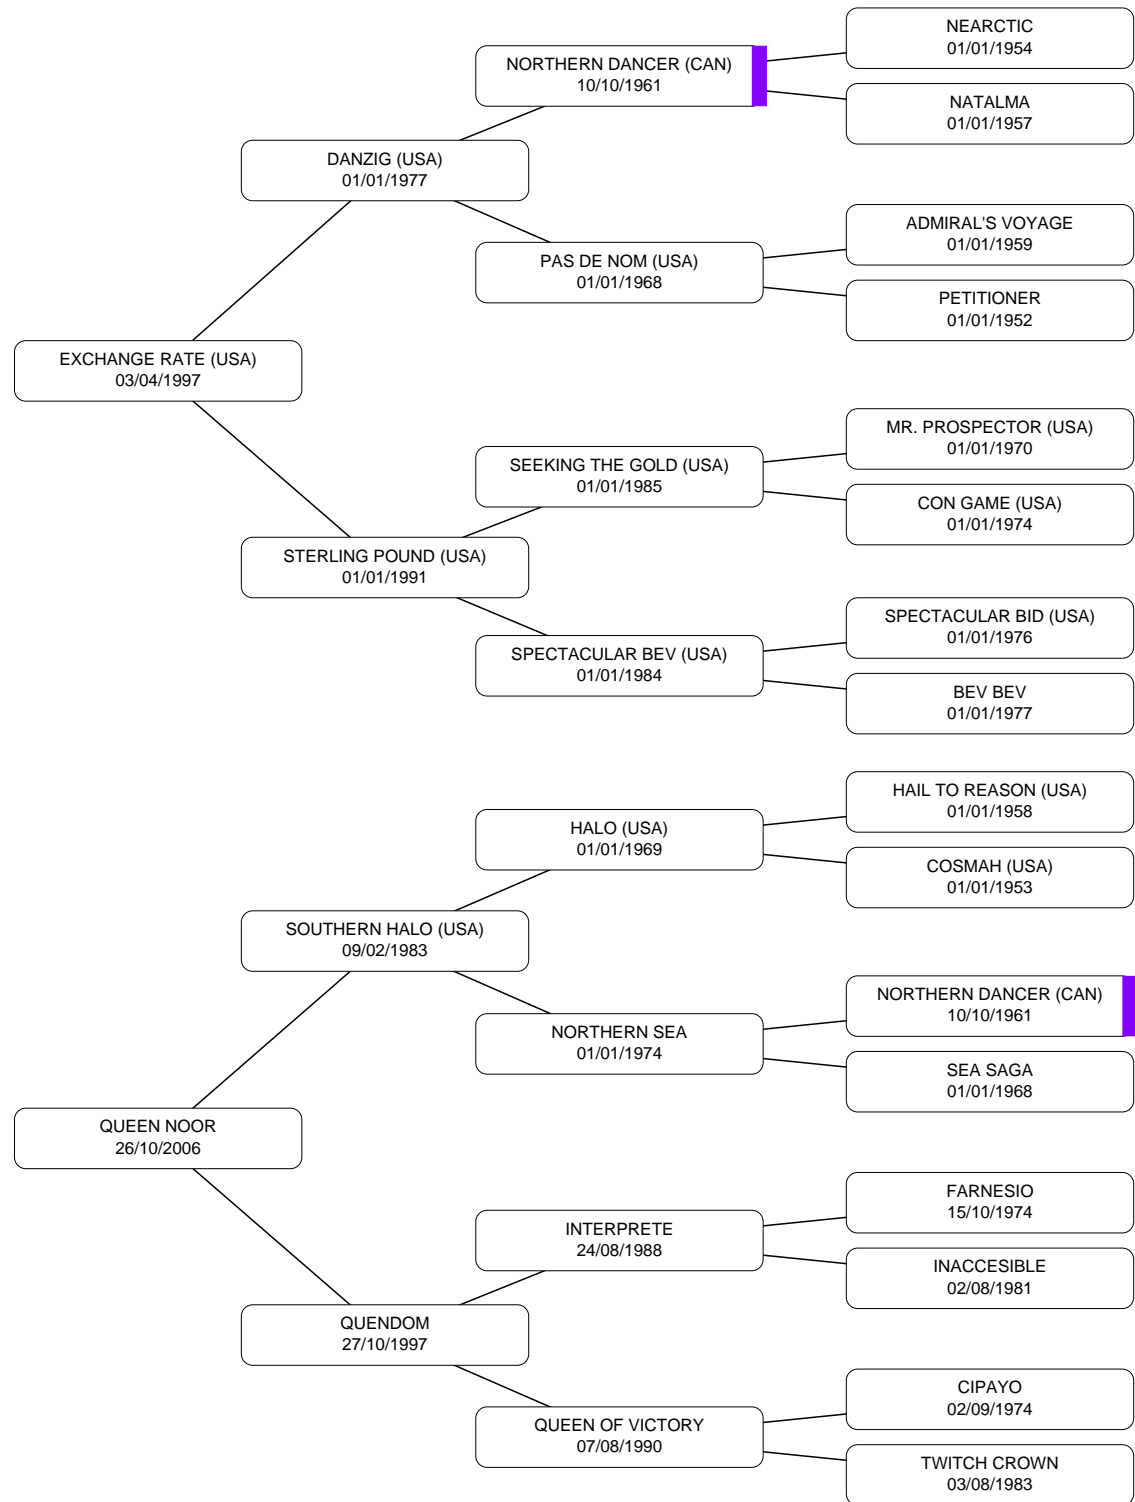 NEARCTIC
01/01/1954
NORTHERN DANCER (CAN)
10/10/1961
NATALMA
01/01/1957
DANZIG (USA)
01/01/1977
ADMIRAL'S VOYAGE
01/01/1959
PAS DE NOM (USA)
01/01/1968
PETITIONER
01/01/1952
EXCHANGE RATE (USA)
03/04/1997
MR. PROSPECTOR (USA)
01/01/1970
SEEKING THE GOLD (USA)
01/01/1985
CON GAME (USA)
01/01/1974
STERLING POUND (USA)
01/01/1991
SPECTACULAR BID (USA)
01/01/1976
SPECTACULAR BEV (USA)
01/01/1984
BEV BEV
01/01/1977
HAIL TO REASON (USA)
01/01/1958
HALO (USA)
01/01/1969
COSMAH (USA)
01/01/1953
SOUTHERN HALO (USA)
09/02/1983
NORTHERN DANCER (CAN)
10/10/1961
NORTHERN SEA
01/01/1974
SEA SAGA
01/01/1968
QUEEN NOOR
26/10/2006
FARNESIO
15/10/1974
INTERPRETE
24/08/1988
INACCESIBLE
02/08/1981
QUENDOM
27/10/1997
CIPAYO
02/09/1974
QUEEN OF VICTORY
07/08/1990
TWITCH CROWN
03/08/1983